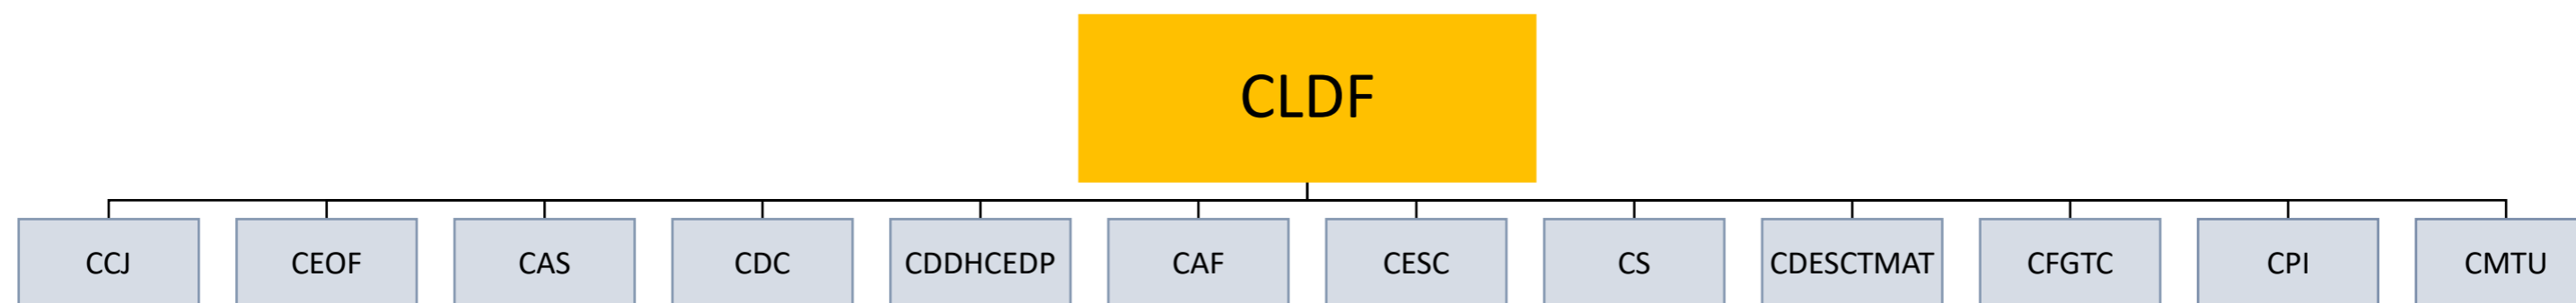 CLDF
CCJ
CEOF
CAS
CDC
CDDHCEDP
CAF
CESC
CS
CDESCTMAT
CFGTC
CPI
CMTU